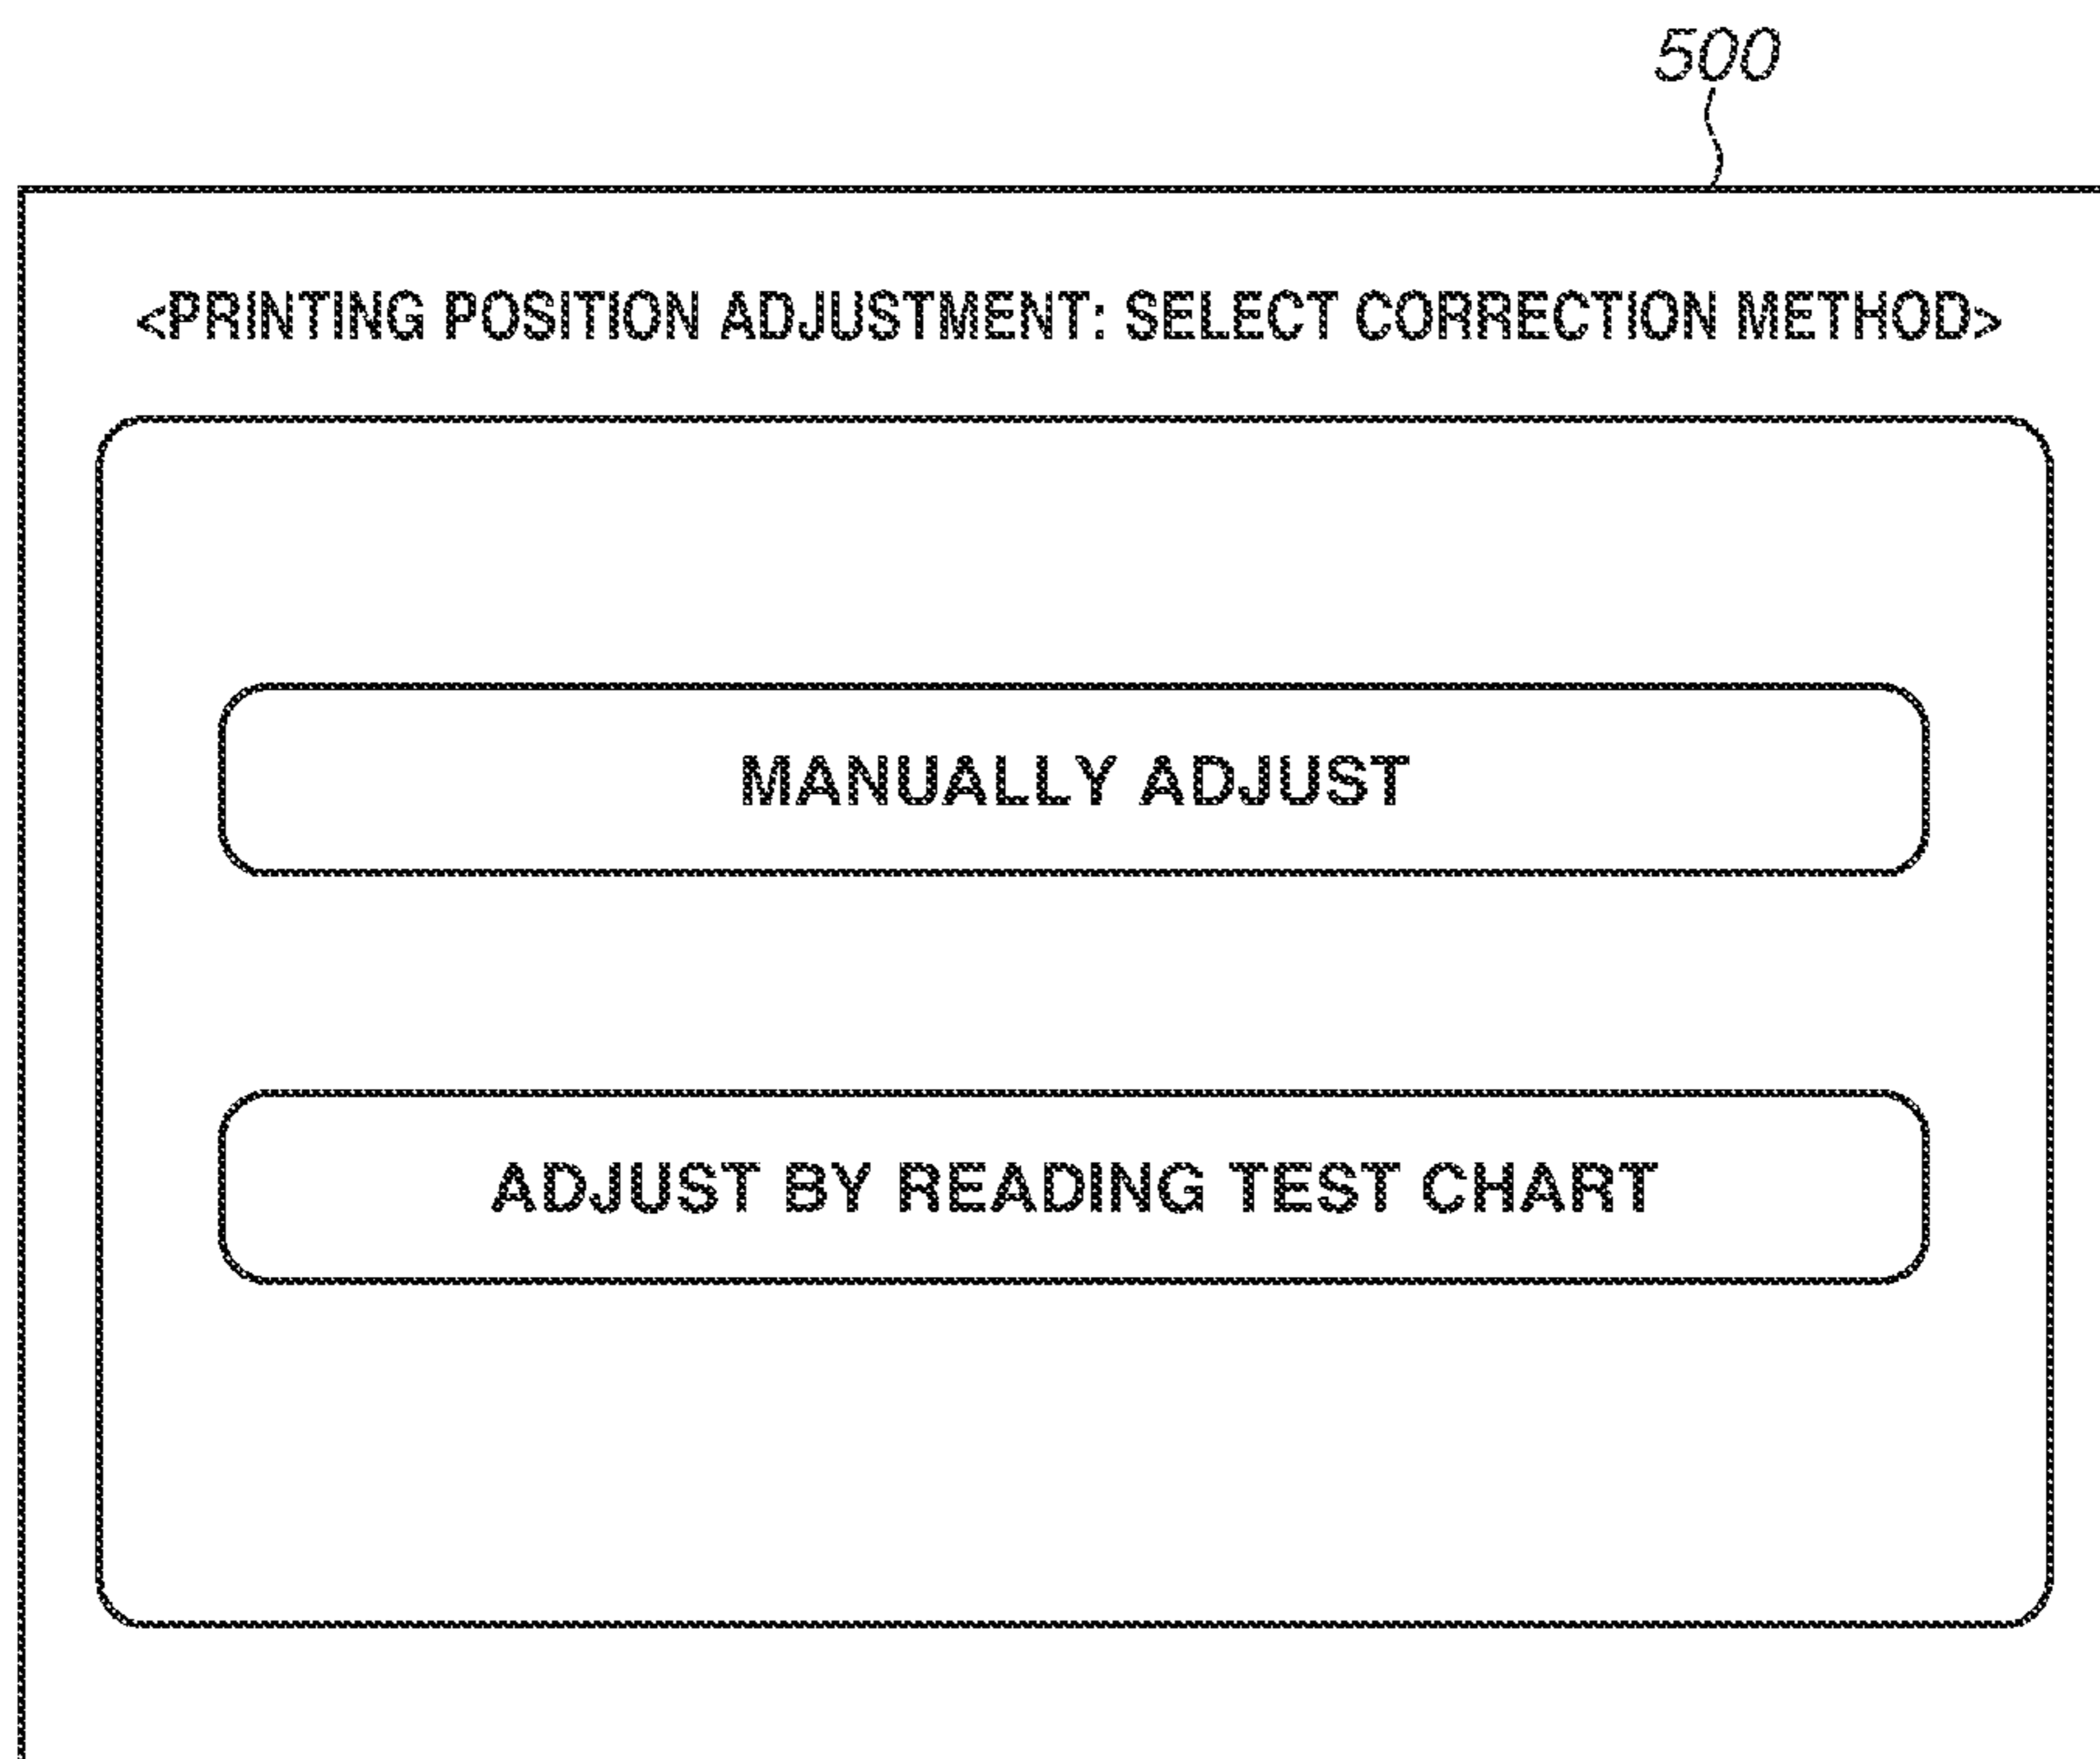 500
<PRINTING POSITION ADJUSTMENT: SELECT CORRECTION METHOD>
MANUALLY ADJUST
ADJUST BY READING TEST CHART